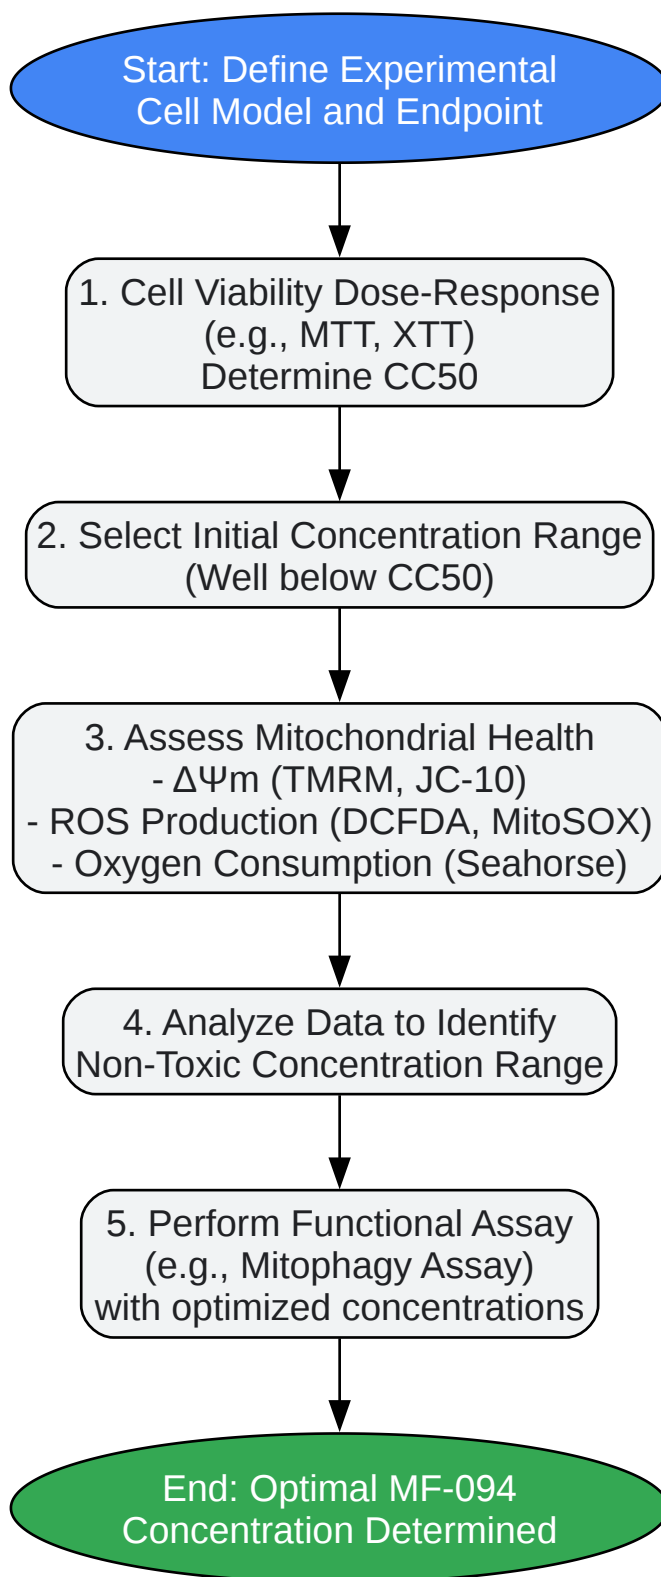 Start: Define Experimental
Cell Model and Endpoint
1. Cell Viability Dose-Response
(e.g., MTT, XTT)
Determine CC50
2. Select Initial Concentration Range
(Well below CC50)
3. Assess Mitochondrial Health
- ΔΨm (TMRM, JC-10)
- ROS Production (DCFDA, MitoSOX)
- Oxygen Consumption (Seahorse)
4. Analyze Data to Identify
Non-Toxic Concentration Range
5. Perform Functional Assay
(e.g., Mitophagy Assay)
with optimized concentrations
End: Optimal MF-094
Concentration Determined